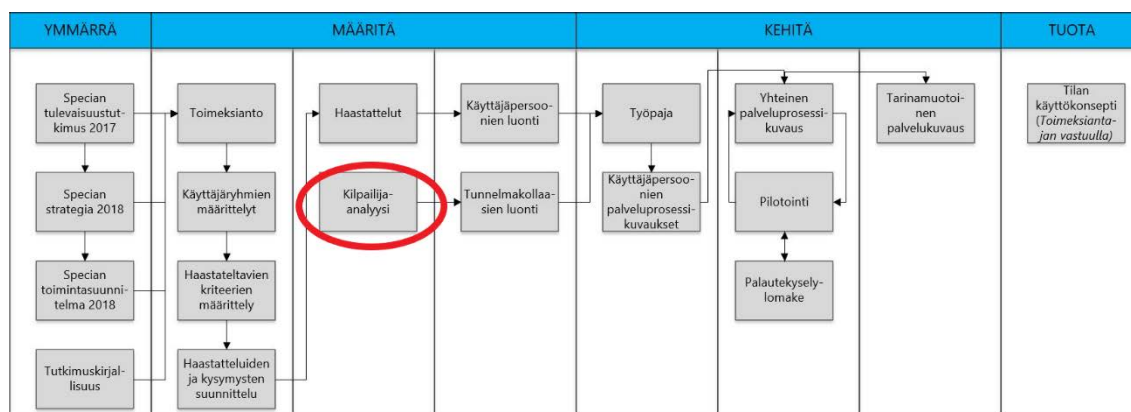 YMMÄRRÄ
MÄÄRITÄ
KEHITÄ
TUOTA
Specian
tulevaisuustut-
kimus 2017
Specian
strategia 2018
Specian
toimintasuunni-
telma 2018
Tutkimuskirjal-
lisuus
Toimeksianto
Käyttäjäryhmien
määrittelyt
Haastateltavien
kriteerien
määrittely
Haastatteluiden
ja kysymysten
suunnittelu
Haastattelut
Kilpailija-
analyysi
Käyttäjäpersoo-
nien luonti
Tunnelmakollaa-
sien luonti
Työpaja
Käyttäjäpersoo-
nien
palveluprosessi-
kuvaukset
Yhteinen
palveluprosessi-
kuvaus
Pilotointi
Palautekysely-
lomake
Tarinamuotoi-
nen
palvelukuvaus
Tilan
käyttökonsepti
(Toimeksianta-
jan vastuulla)